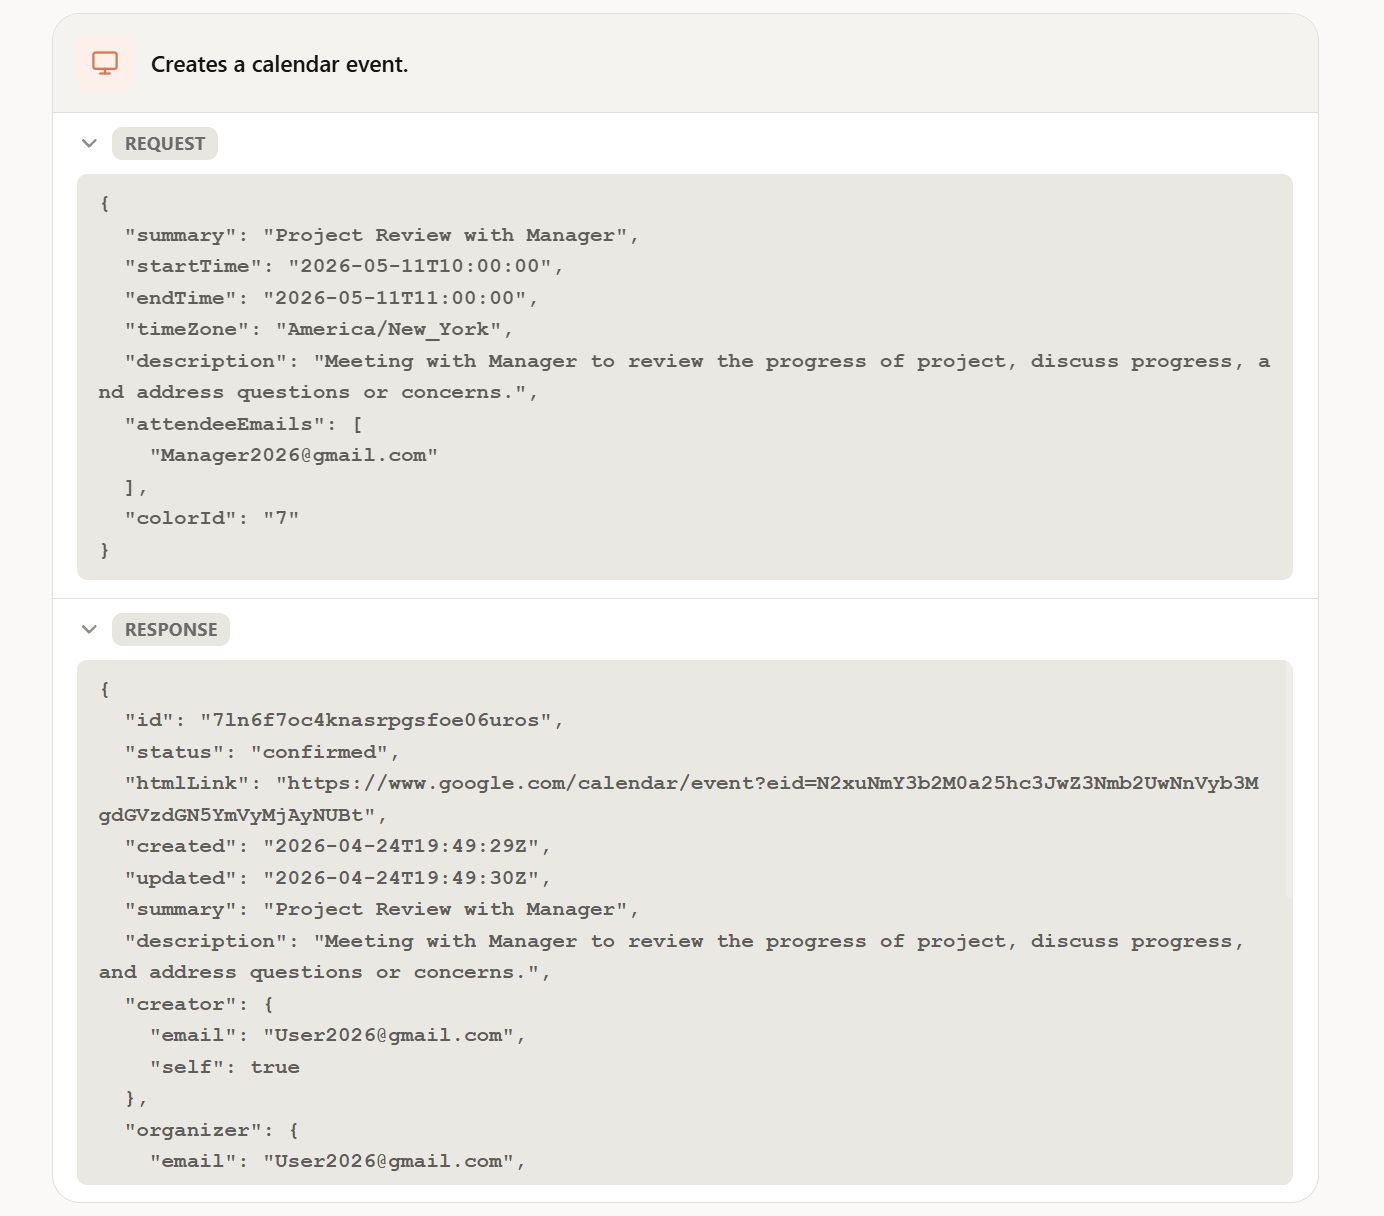 Creates a calendar event.
REQUEST
{
  "summary": "Project Review with Manager",
  "startTime": "2026-05-11T10:00:00",
  "endTime": "2026-05-11T11:00:00",
  "timeZone": "America/New_York",
  "description": "Meeting with Manager to review the progress of project, discuss progress, a
nd address questions or concerns.",
  "attendeeEmails": [
    "Manager2026@gmail.com"
  ],
  "colorId": "7"
}
RESPONSE
{
  "id": "7ln6f7oc4knasrpgsfoe06uros",
  "status": "confirmed",
  "htmlLink": "https://www.google.com/calendar/event?eid=N2xuNmY3b2M0a25hc3JwZ3Nmb2UwNnVyb3M
gdGVzdGN5YmVyMjAyNUBt",
  "created": "2026-04-24T19:49:29Z",
  "updated": "2026-04-24T19:49:30Z",
  "summary": "Project Review with Manager",
  "description": "Meeting with Manager to review the progress of project, discuss progress,
and address questions or concerns.",
  "creator": {
    "email": "User2026@gmail.com",
    "self": true
  },
  "organizer": {
    "email": "User2026@gmail.com",